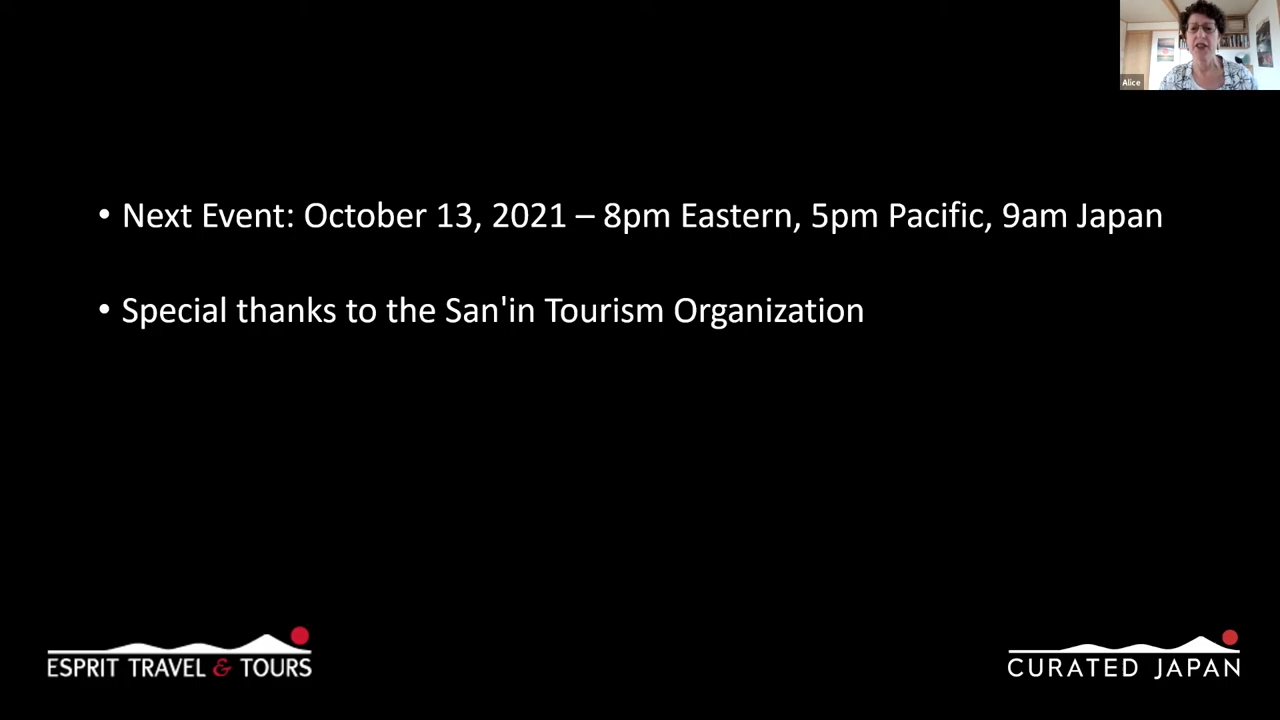 Alice
• Next Event: October 13, 2021 – 8pm Eastern, 5pm Pacific, 9am Japan
• Special thanks to the San'in Tourism Organization
ESPRIT TRAVEL & TOURS
CURATED JAPAN